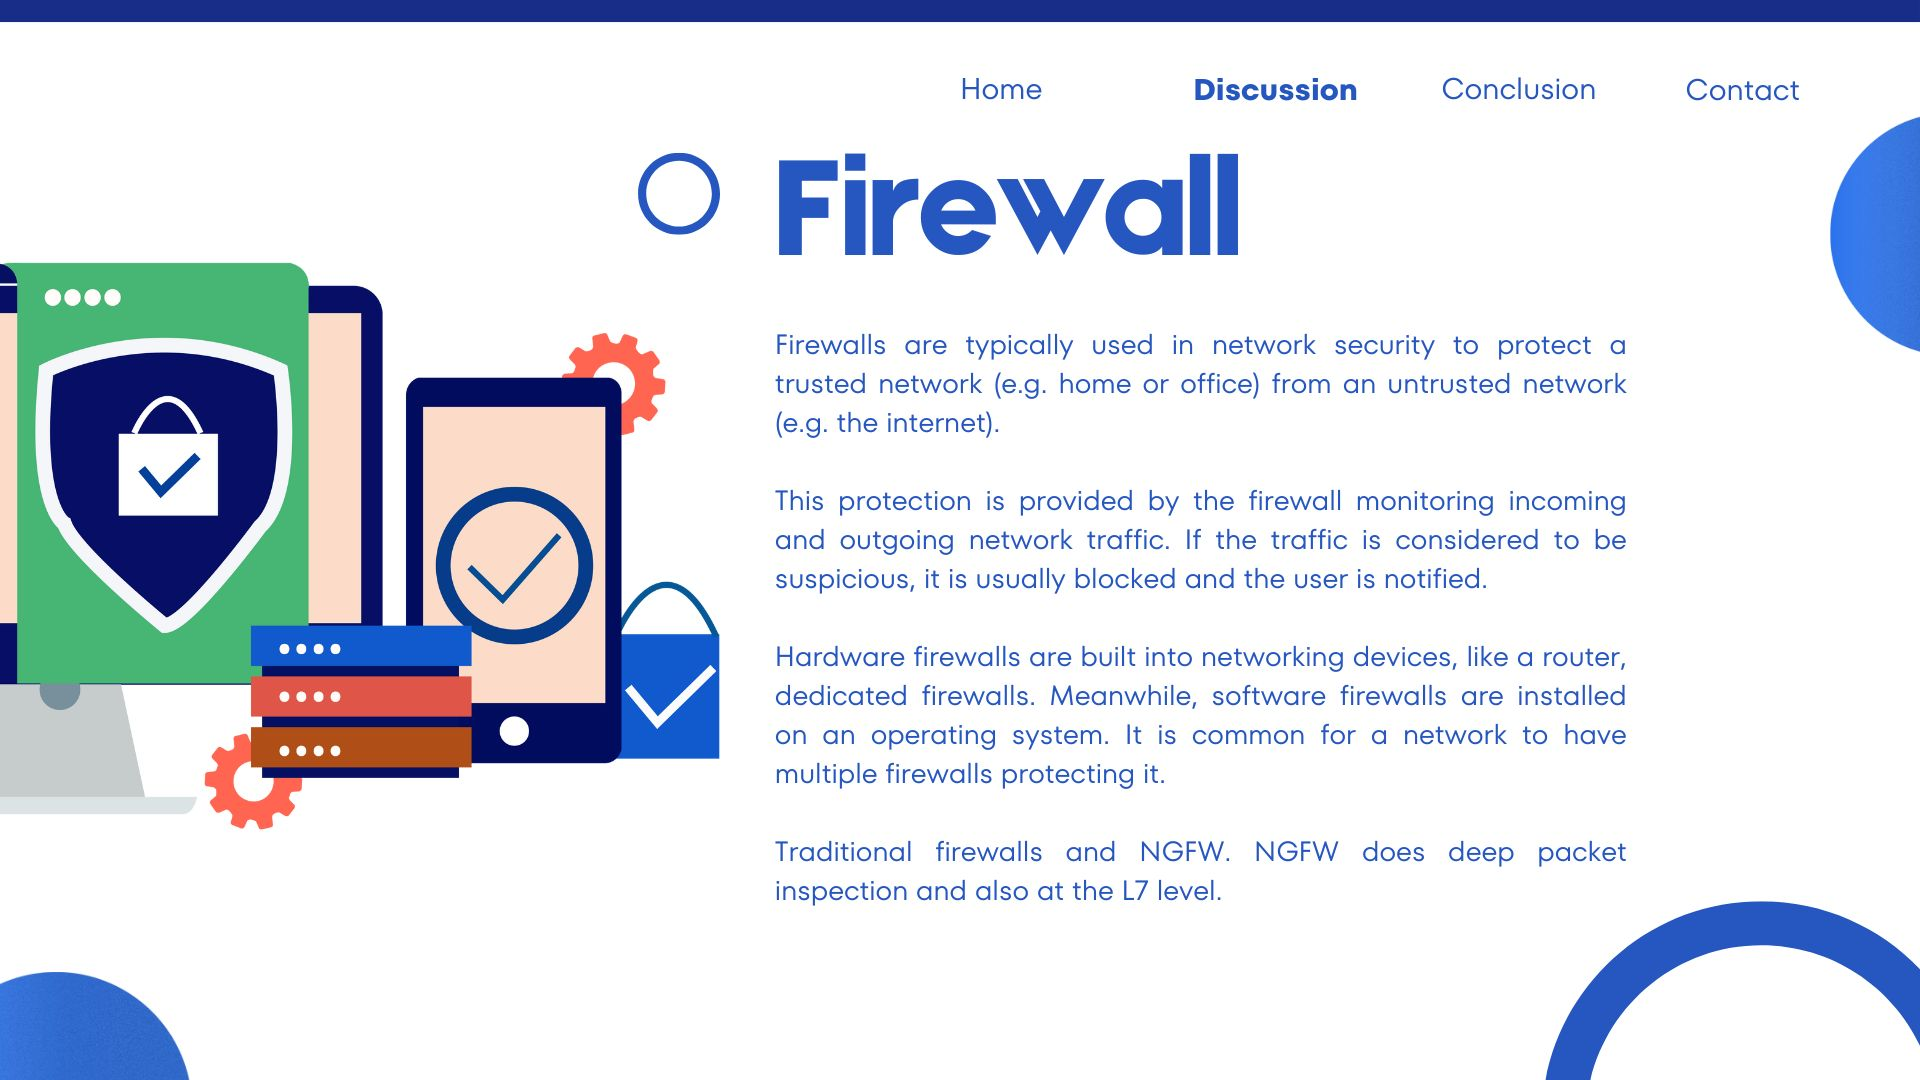 Home Discussion Conclusion Contact
Firewall
Firewalls are typically used in network security to protect a
trusted network (e.g. home or office) from an untrusted network
(e.g. the internet).
This protection is provided by the firewall monitoring incoming
and outgoing network traffic. If the traffic is considered to be
suspicious, it is usually blocked and the user is notified.
Hardware firewalls are built into networking devices, like a router,
dedicated firewalls. Meanwhile, software firewalls are installed
on an operating system. It is common for a network to have
multiple firewalls protecting it.
Traditional firewalls and NGFW. NGFW does deep packet
inspection and also at the L7 level.